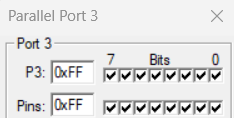 Parallel Port 3
Port 3
7 Bits 0
P3: 0xFF
Pins: 0xFF